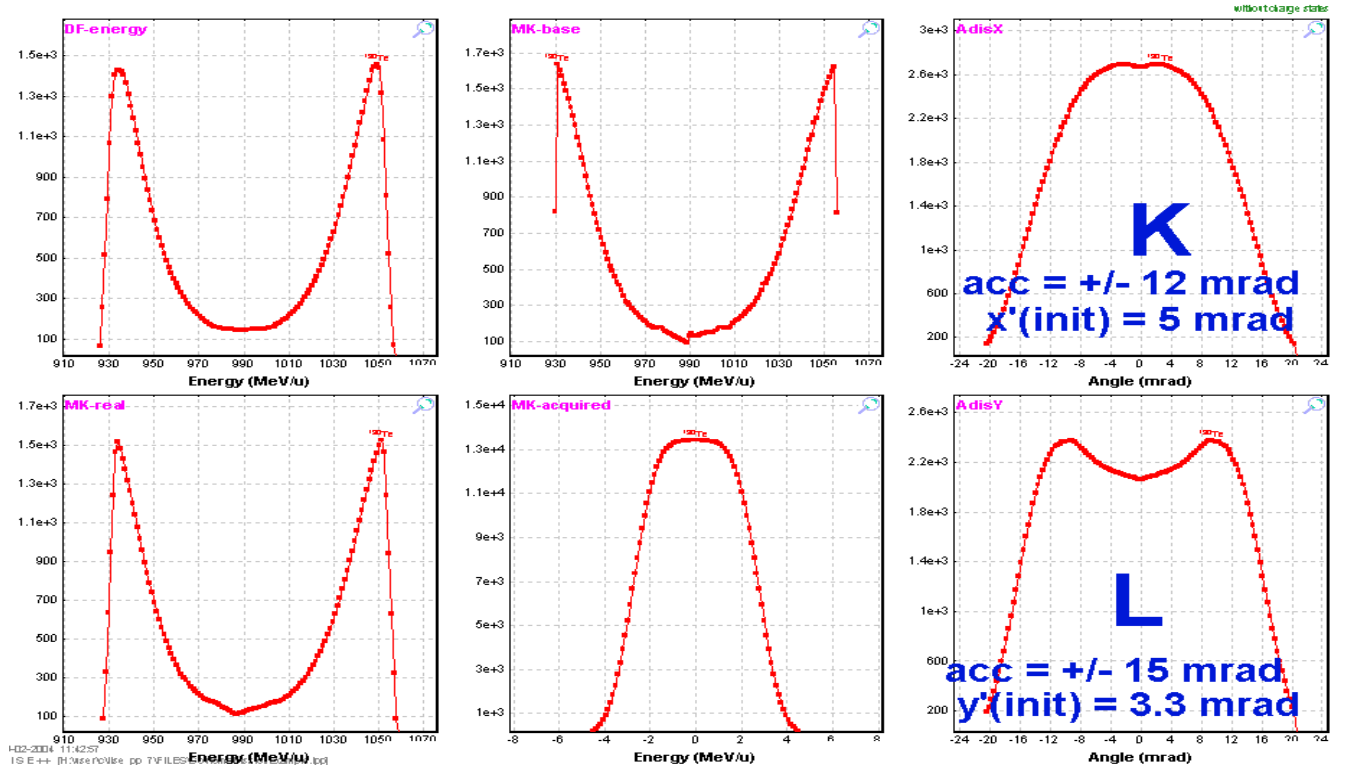 without charge states
DF-energy
1.5e+3
1.3e+3
1.1e+3
900
700
500
300
100
910 930 950 970 990 1010 1030 1050 1070
Energy (MeV/u)
MK-base
1.7e+3
1.5e+3
1.3e+3
1.1e+3
900
700
500
300
100
910 930 950 970 990 1010 1030 1050 1070
Energy (MeV/u)
AdisX
3e+3
2.6e+3
2.2e+3
1.8e+3
1.4e+3
1e+3
600
200
K
acc = +/- 12 mrad
x'(init) = 5 mrad
-24 -20 -16 -12 -8 -4 0 4 8 12 16 20 24
Angle (mrad)
MK-real
1.7e+3
1.5e+3
1.3e+3
1.1e+3
900
700
500
300
100
910 930 950 970 990 1010 1030 1050 1070
Energy (MeV/u)
MK-acquired
1.5e+4
1.3e+4
1.1e+4
9e+3
7e+3
5e+3
3e+3
1e+3
-8 -6 -4 -2 0 2 4 6 8
Energy (MeV/u)
AdisY
2.6e+3
2.2e+3
1.8e+3
1.4e+3
1e+3
600
200
L
acc = +/- 15 mrad
y'(init) = 3.3 mrad
-24 -20 -16 -12 -8 -4 0 4 8 12 16 20 24
Angle (mrad)
-02-2004 11:42:57